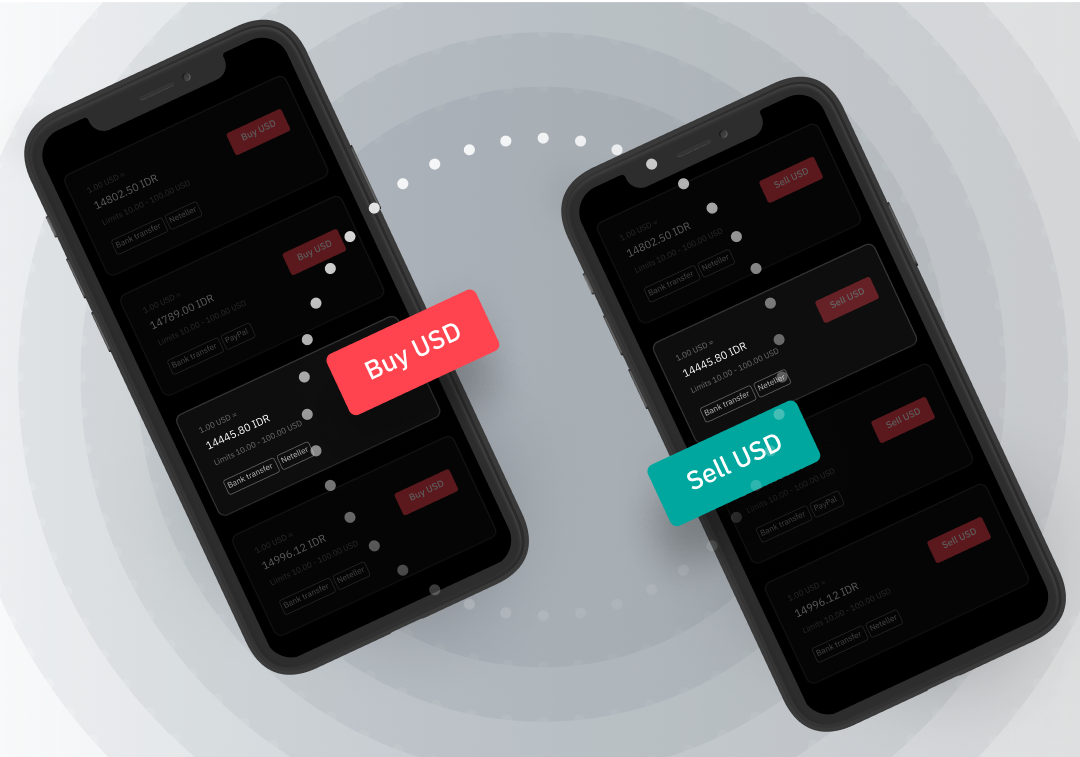 Buy USD
1.00 USD =
14802.50 IDR
Limits 10.00 - 100.00 USD
Bank transfer Neteller
Buy USD
1.00 USD =
14789.00 IDR
Limits 10.00 - 100.00 USD
Bank transfer PayPal
Buy USD
1.00 USD =
14445.80 IDR
Limits 10.00 - 100.00 USD
Bank transfer Neteller
Buy USD
1.00 USD =
14996.12 IDR
Limits 10.00 - 100.00 USD
Bank transfer Neteller
Sell USD
1.00 USD =
14802.50 IDR
Limits 10.00 - 100.00 USD
Bank transfer Neteller
Sell USD
1.00 USD =
14445.80 IDR
Limits 10.00 - 100.00 USD
Bank transfer Neteller
Sell USD
Sell USD
Limits 10.00 - 100.00 USD
Bank transfer PayPal
Sell USD
1.00 USD =
14996.12 IDR
Limits 10.00 - 100.00 USD
Bank transfer Neteller